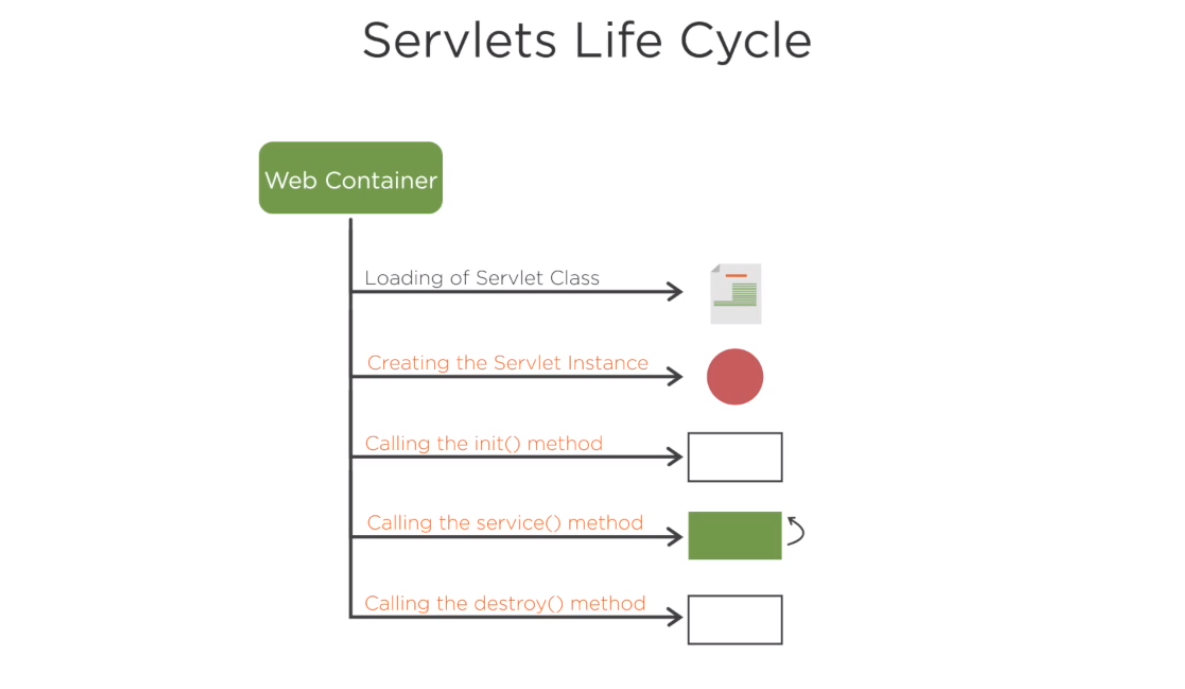 Servlets Life Cycle
Web Container
Loading of Servlet Class
Creating the Servlet Instance
Calling the init() method
Calling the service() method
Calling the destroy() method